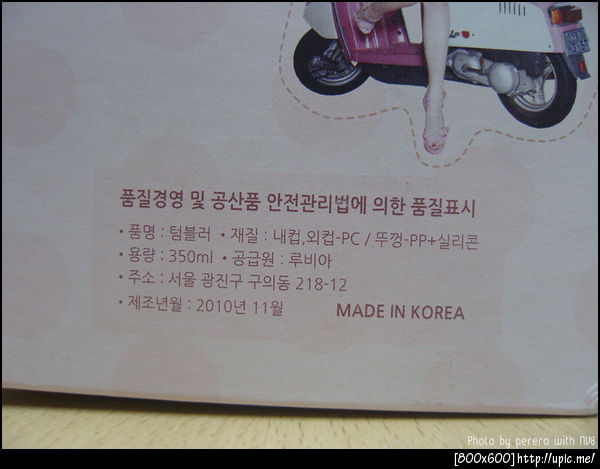 품질경영 및 공산품 안전관리법에 의한 품질표시
• 품명 : 텀블러 • 재질 : 내컵,외컵-PC / 뚜껑-PP+실리콘
• 용량 : 350ml • 공급원 : 루비아
• 주소 : 서울 광진구 구의동 218-12
• 제조년월 : 2010년 11월 MADE IN KOREA
Photo by perero with NV8
[800x600]http://upic.me/